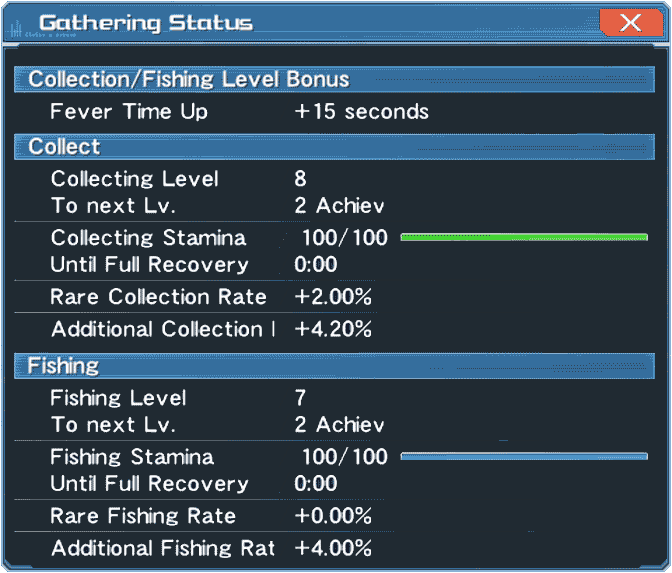 Gathering Status
Collection/Fishing Level Bonus
Fever Time Up +15 seconds
Collect
Collecting Level 8
To next Lv. 2 Achiev
Collecting Stamina 100/100
Until Full Recovery 0:00
Rare Collection Rate +2.00%
Additional Collection +4.20%
Fishing
Fishing Level 7
To next Lv. 2 Achiev
Fishing Stamina 100/100
Until Full Recovery 0:00
Rare Fishing Rate +0.00%
Additional Fishing Rat +4.00%